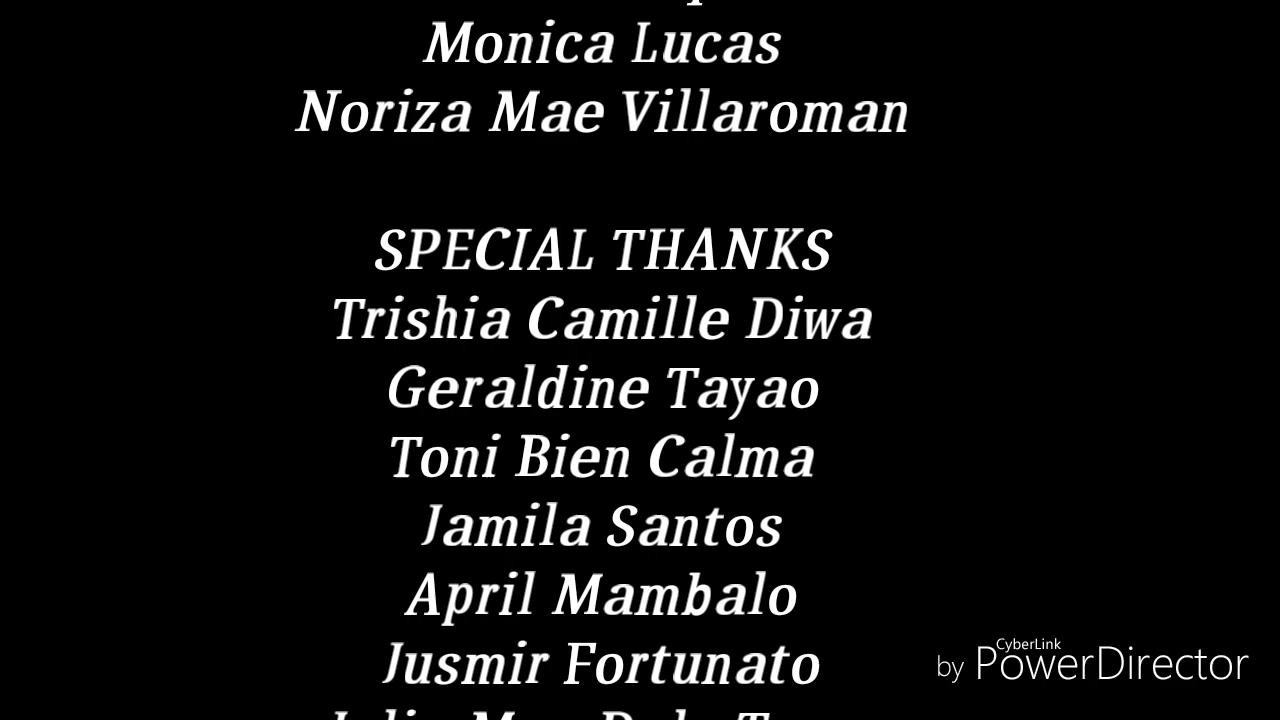 Monica Lucas
Noriza Mae Villaroman
SPECIAL THANKS
Trishia Camille Diwa
Geraldine Tayao
Toni Bien Calma
Jamila Santos
April Mambalo
Jusmir Fortunato
CyberLink
by PowerDirector